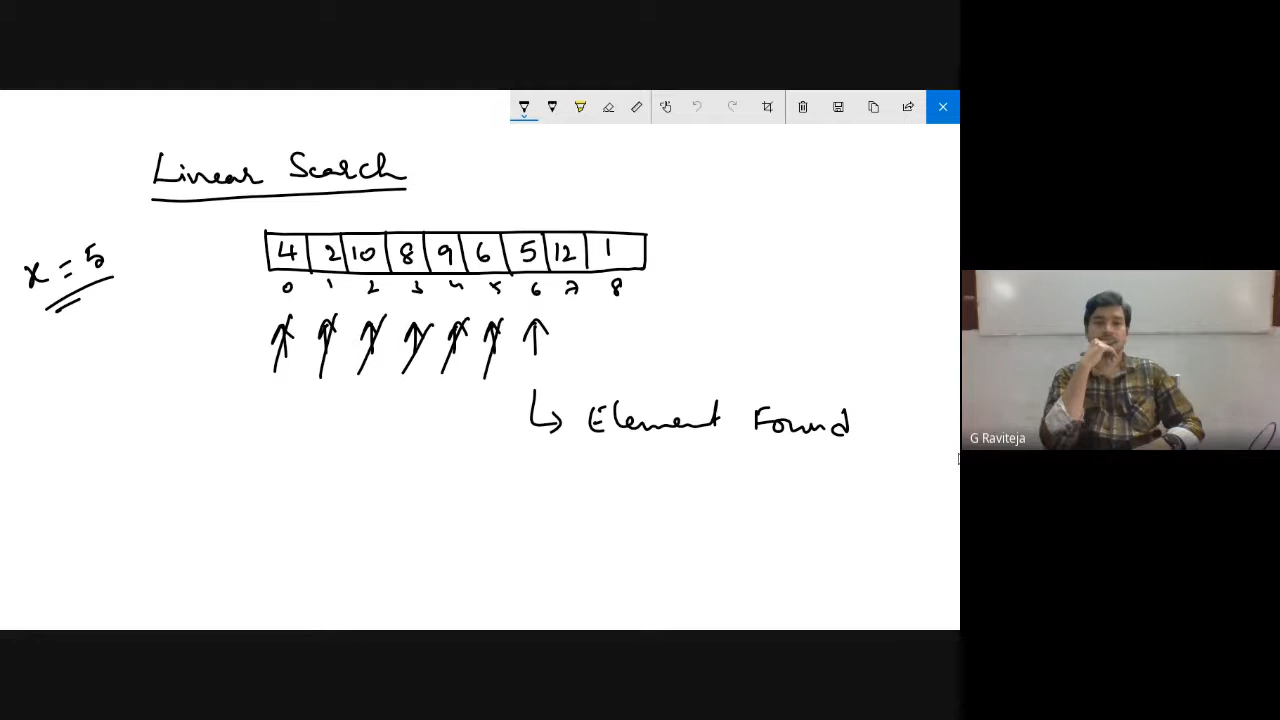 Linear Search
x = 5
4 2 10 8 9 6 5 12 1
0 1 2 3 4 5 6 7 8
Element Found
G Raviteja